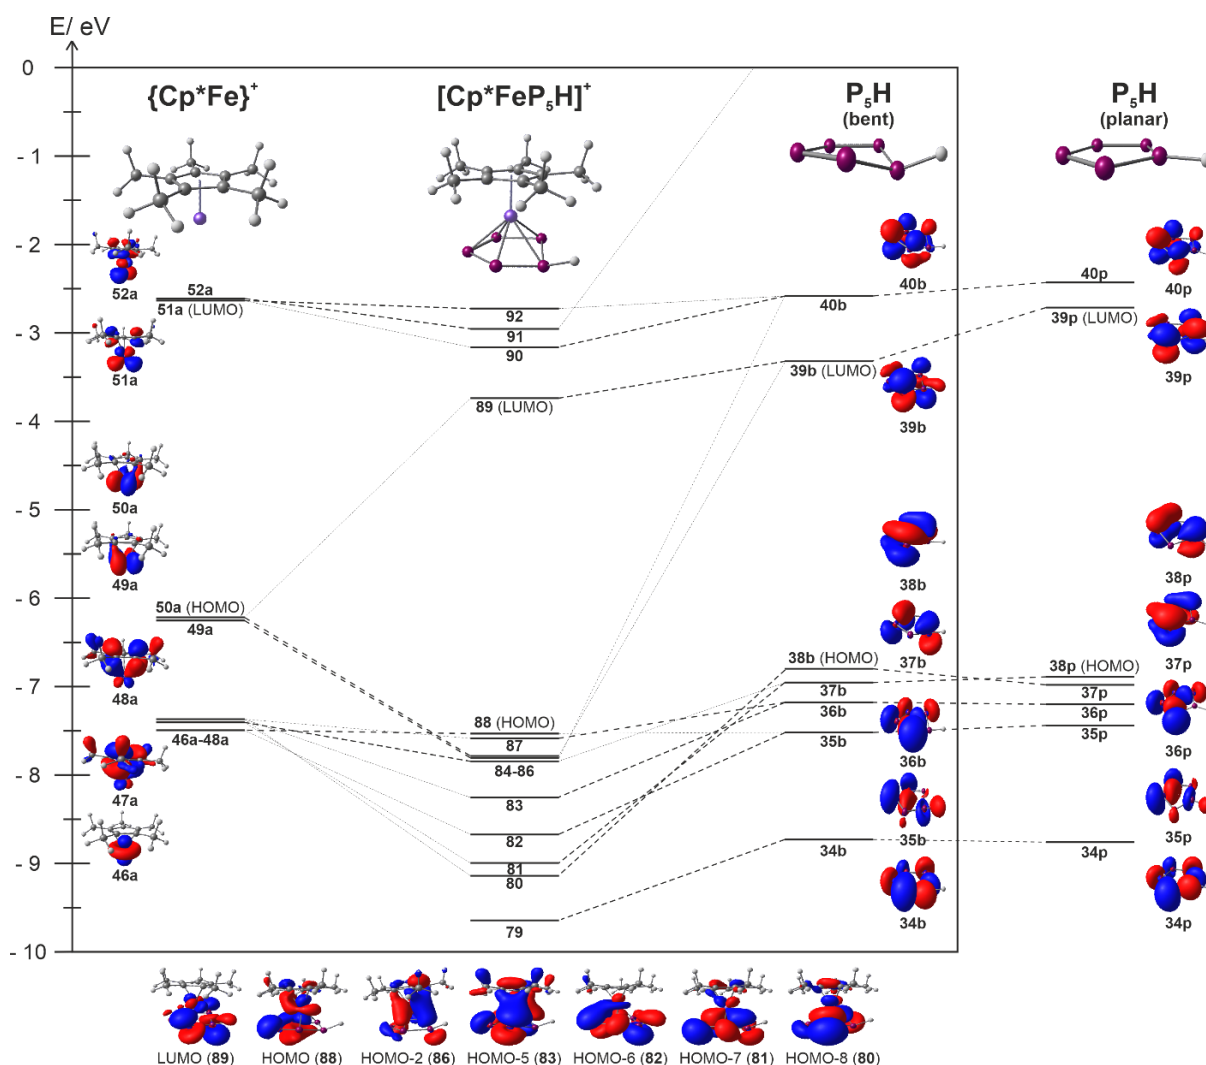 E/ eV
0
- 1
- 2
- 3
- 4
- 5
- 6
- 7
- 8
- 9
- 10
{Cp*Fe}⁺
52a
51a
50a
49a
48a
47a
46a
52a
51a (LUMO)
50a (HOMO)
49a
46a-48a
[Cp*FeP₅H]⁺
92
91
90
89 (LUMO)
88 (HOMO)
87
84-86
83
82
81
80
79
P₅H
(bent)
40b
39b (LUMO)
38b (HOMO)
37b
36b
35b
34b
40b
39b
38b
37b
36b
35b
34b
P₅H
(planar)
40p
39p (LUMO)
38p (HOMO)
37p
36p
35p
34p
40p
39p
38p
37p
36p
35p
34p
LUMO (89) HOMO (88) HOMO-2 (86) HOMO-5 (83) HOMO-6 (82) HOMO-7 (81) HOMO-8 (80)